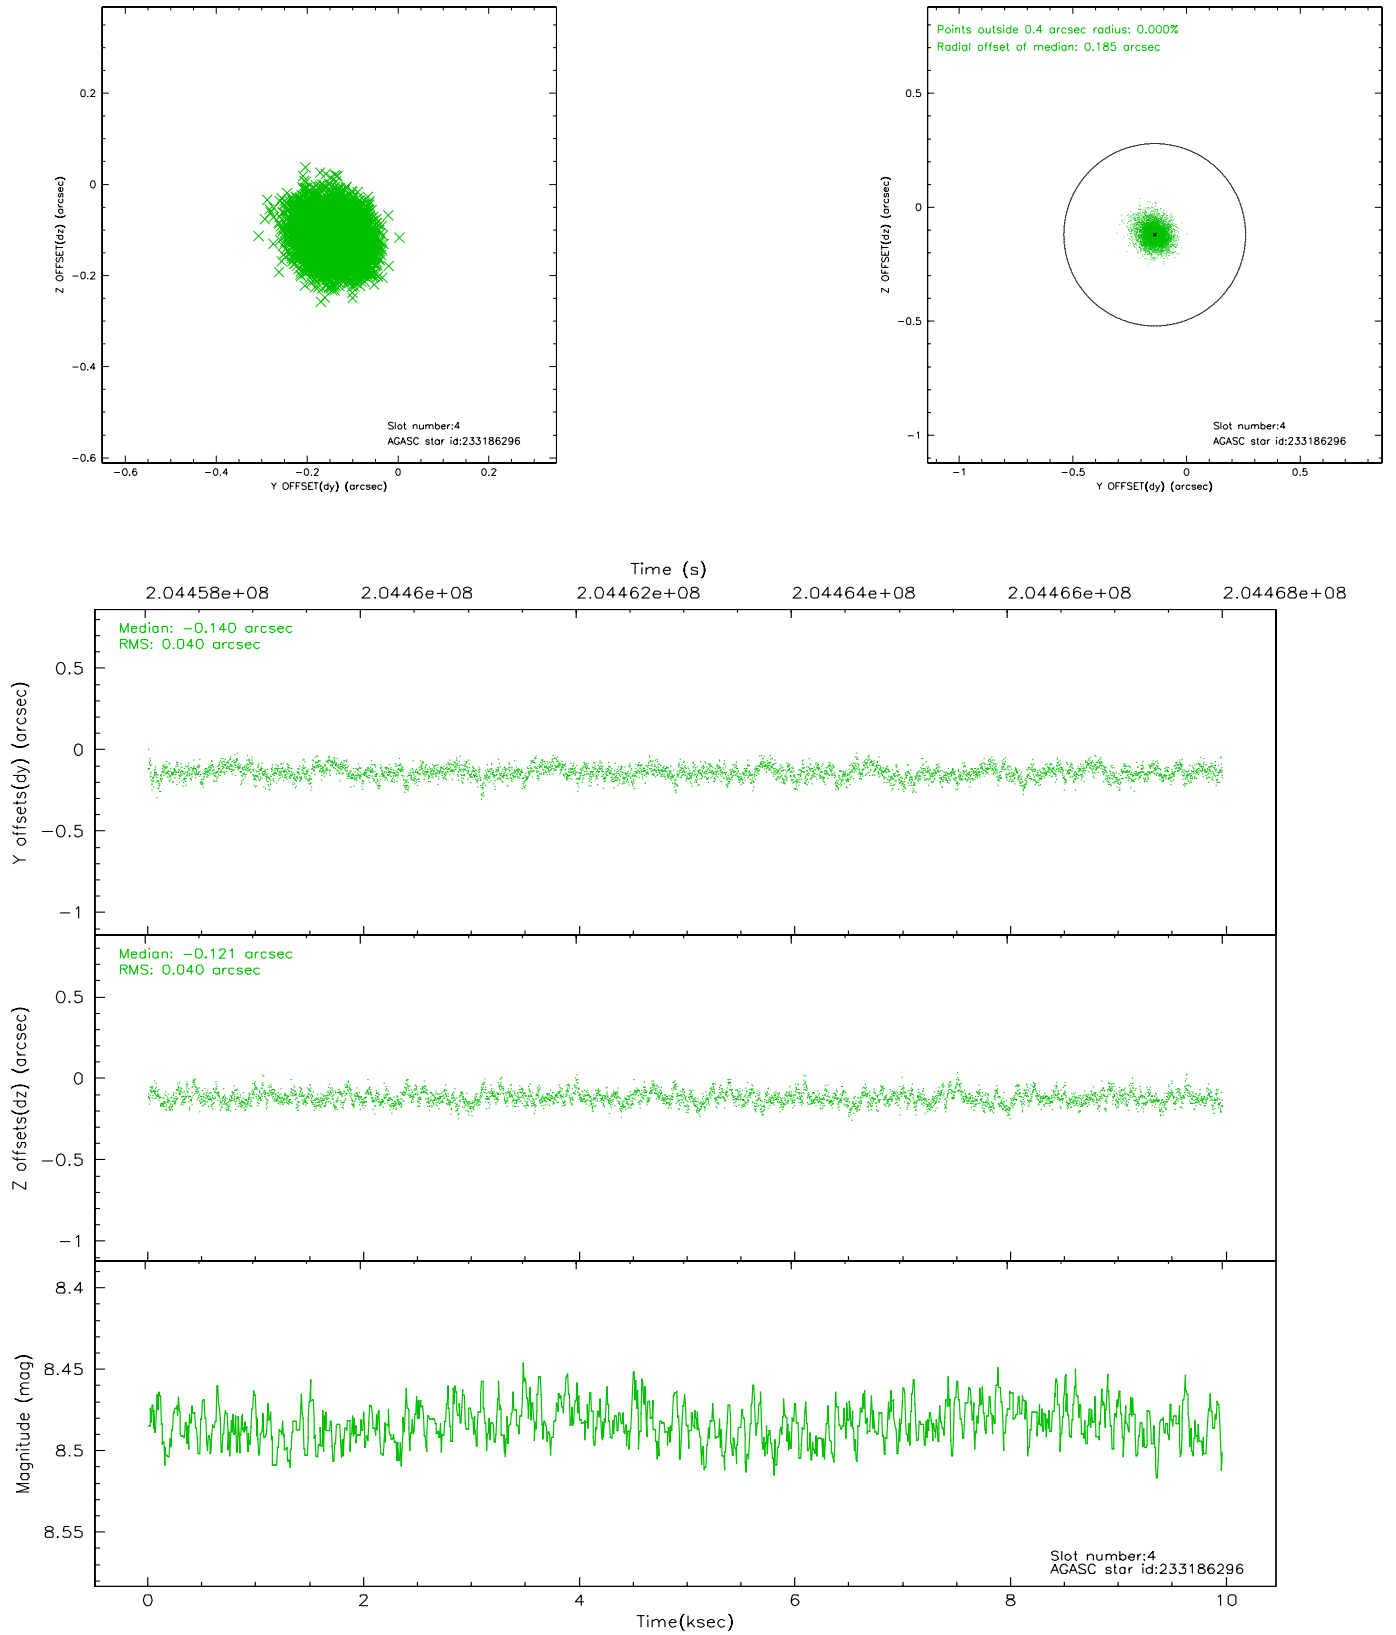 0.2
0
-0.2
-0.4
-0.6
Z OFFSET(dz) (arcsec)
Slot number:4
AGASC star id:233186296
-0.6 -0.4 -0.2 0 0.2
Y OFFSET(dy) (arcsec)
Points outside 0.4 arcsec radius: 0.000%
Radial offset of median: 0.185 arcsec
0.5
0
-0.5
-1
Z OFFSET(dz) (arcsec)
Slot number:4
AGASC star id:233186296
-1 -0.5 0 0.5
Y OFFSET(dy) (arcsec)
Time (s)
2.04458e+08 2.0446e+08 2.04462e+08 2.04464e+08 2.04466e+08 2.04468e+08
Median: -0.140 arcsec
RMS: 0.040 arcsec
0.5
0
-0.5
-1
Y offsets(dy) (arcsec)
Median: -0.121 arcsec
RMS: 0.040 arcsec
0.5
0
-0.5
-1
Z offsets(dz) (arcsec)
8.4
8.45
8.5
8.55
Magnitude (mag)
Slot number:4
AGASC star id:233186296
0 2 4 6 8 10
Time(ksec)